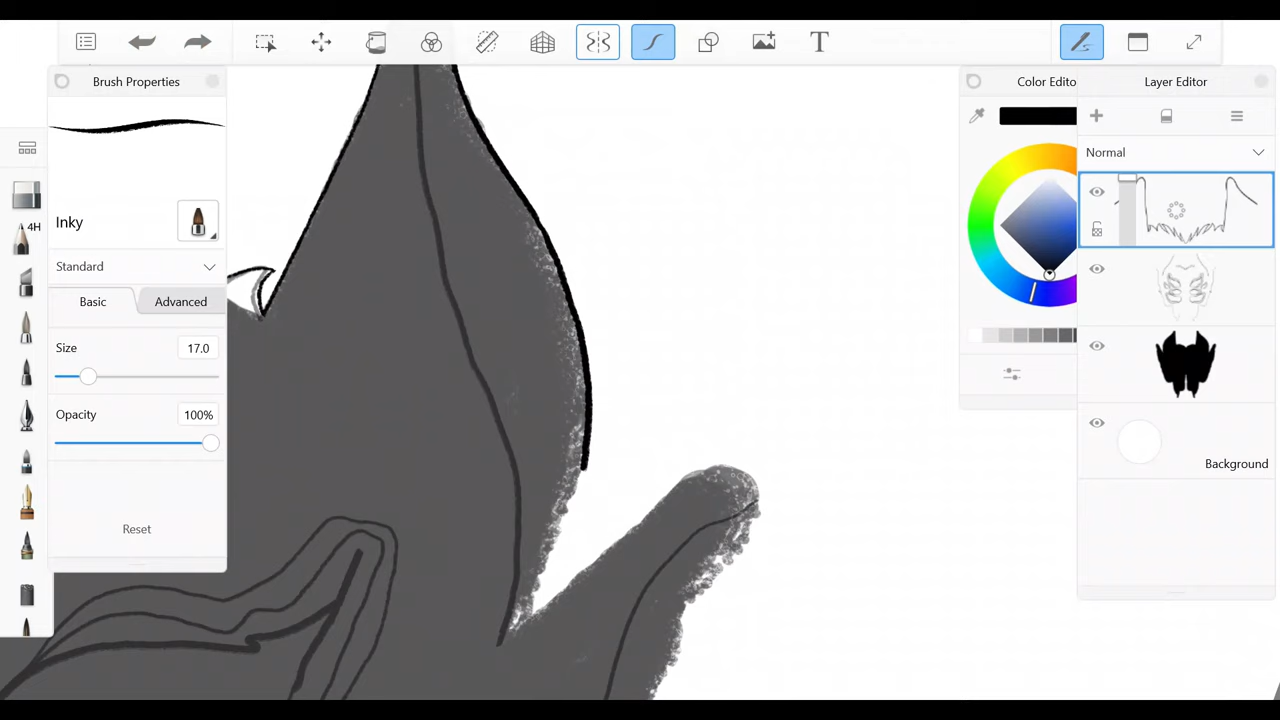 T
Brush Properties
Color Edito
Layer Editor
Normal
Inky
4H
Standard
Basic
Advanced
Size
17.0
Opacity
100%
Background
Reset